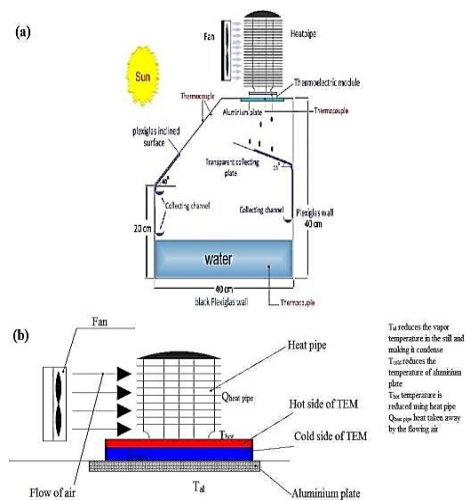 (a)
Fan
Heatpipe
Sun
Thermoelectric module
Thermocouple
Aluminium plate
Thermocouple
plexiglas inclined
surface
Transparent collecting
plate
Collecting channel
Collecting channel
Plexiglas wall
20 cm
40 cm
water
40 cm
black Plexiglas wall
Thermocouple
(b)
Fan
Heat pipe
Qheat pipe
Hot side of TEM
Thot
Cold side of TEM
Flow of air
Tal
Aluminium plate
Tal reduces the vapor
temperature in the still and
making it condense
reduces the
temperature of aluminium
plate
Thot temperature is
reduced using heat pipe
Qheat pipe heat taken away
by the flowing air